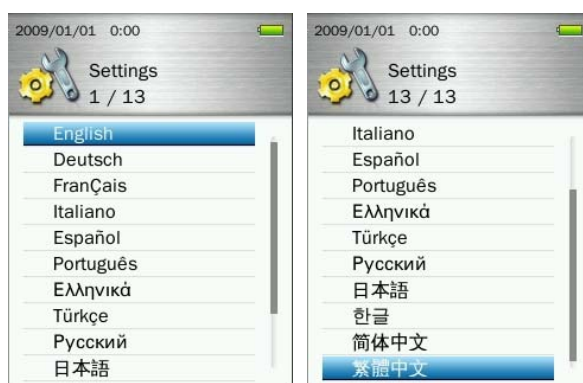 2009/01/01 0:00
Settings
1 / 13
English
Deutsch
FranÇais
Italiano
Español
Português
Ελληνικά
Türkçe
Русский
日本語
2009/01/01 0:00
Settings
13 / 13
Italiano
Español
Português
Ελληνικά
Türkçe
Русский
日本語
한글
简体中文
繁體中文